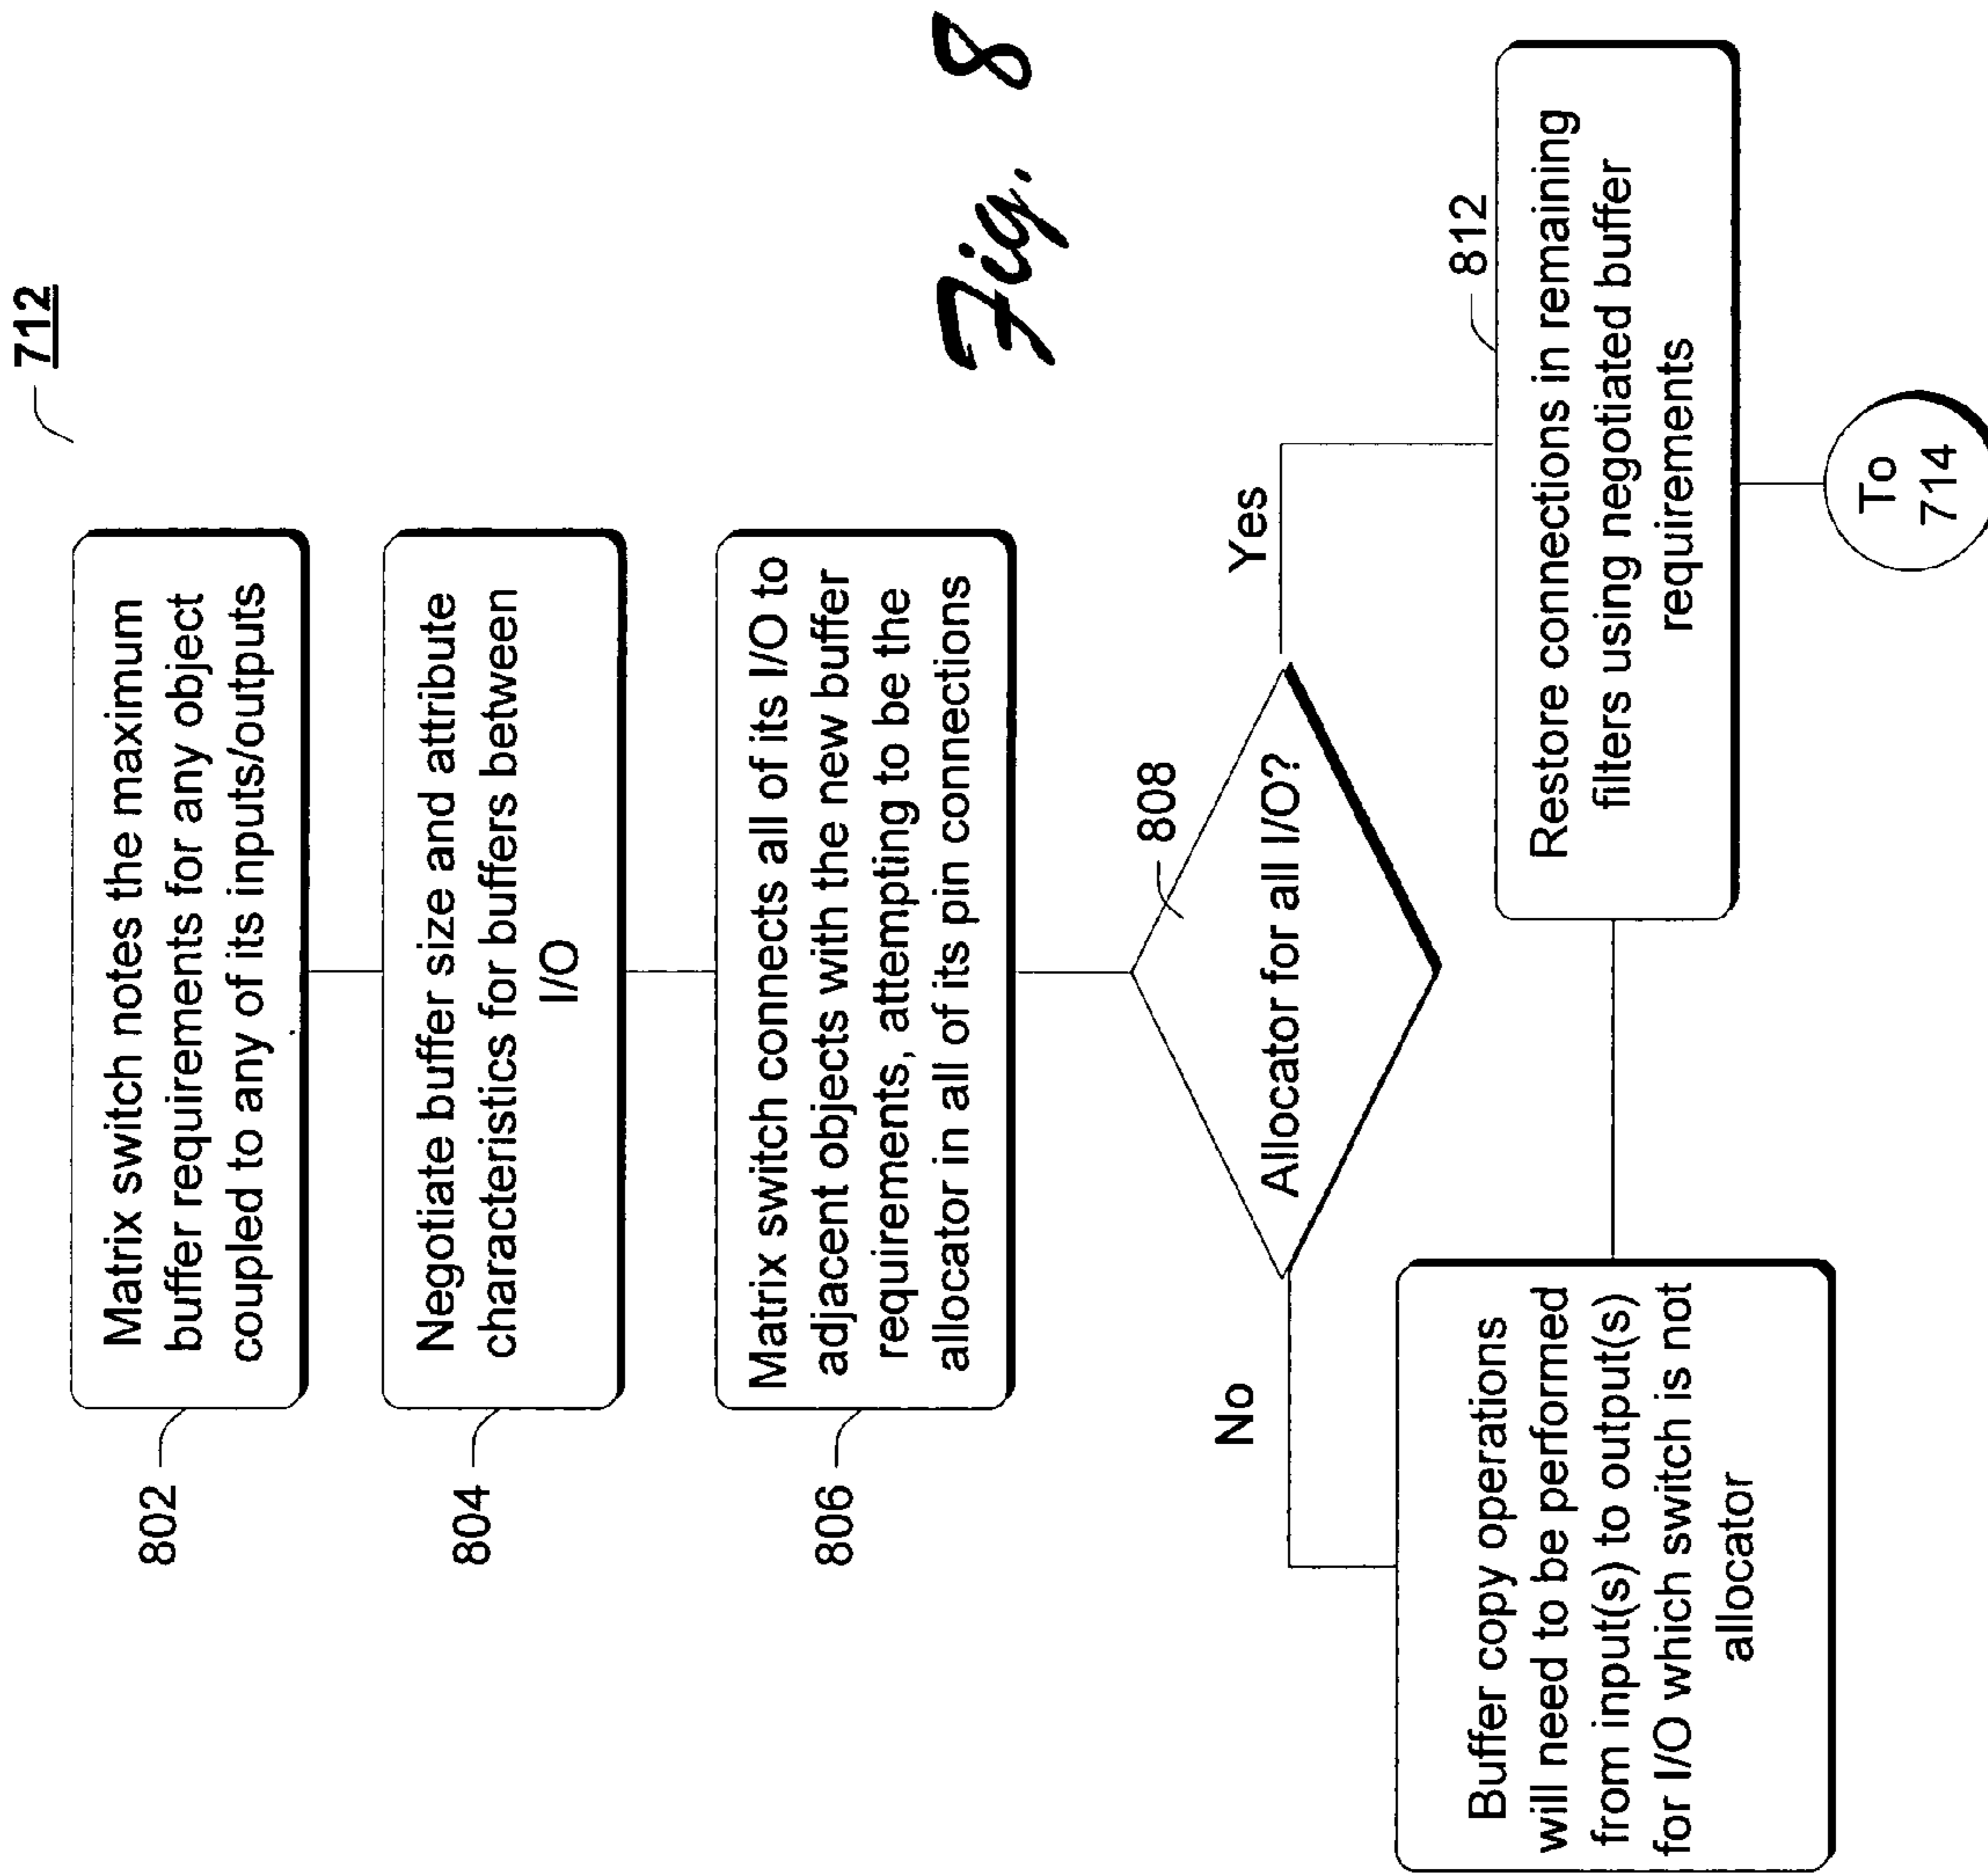 712
802
Matrix switch notes the maximum
buffer requirements for any object
coupled to any of its inputs/outputs
804
Negotiate buffer size and attribute
characteristics for buffers between
I/O
806
Matrix switch connects all of its I/O to
adjacent objects with the new buffer
requirements, attempting to be the
allocator in all of its pin connections
808
Allocator for all I/O?
No
Yes
Buffer copy operations
will need to be performed
from input(s) to output(s)
for I/O which switch is not
allocator
812
Restore connections in remaining
filters using negotiated buffer
requirements
To
714
Fig. 8